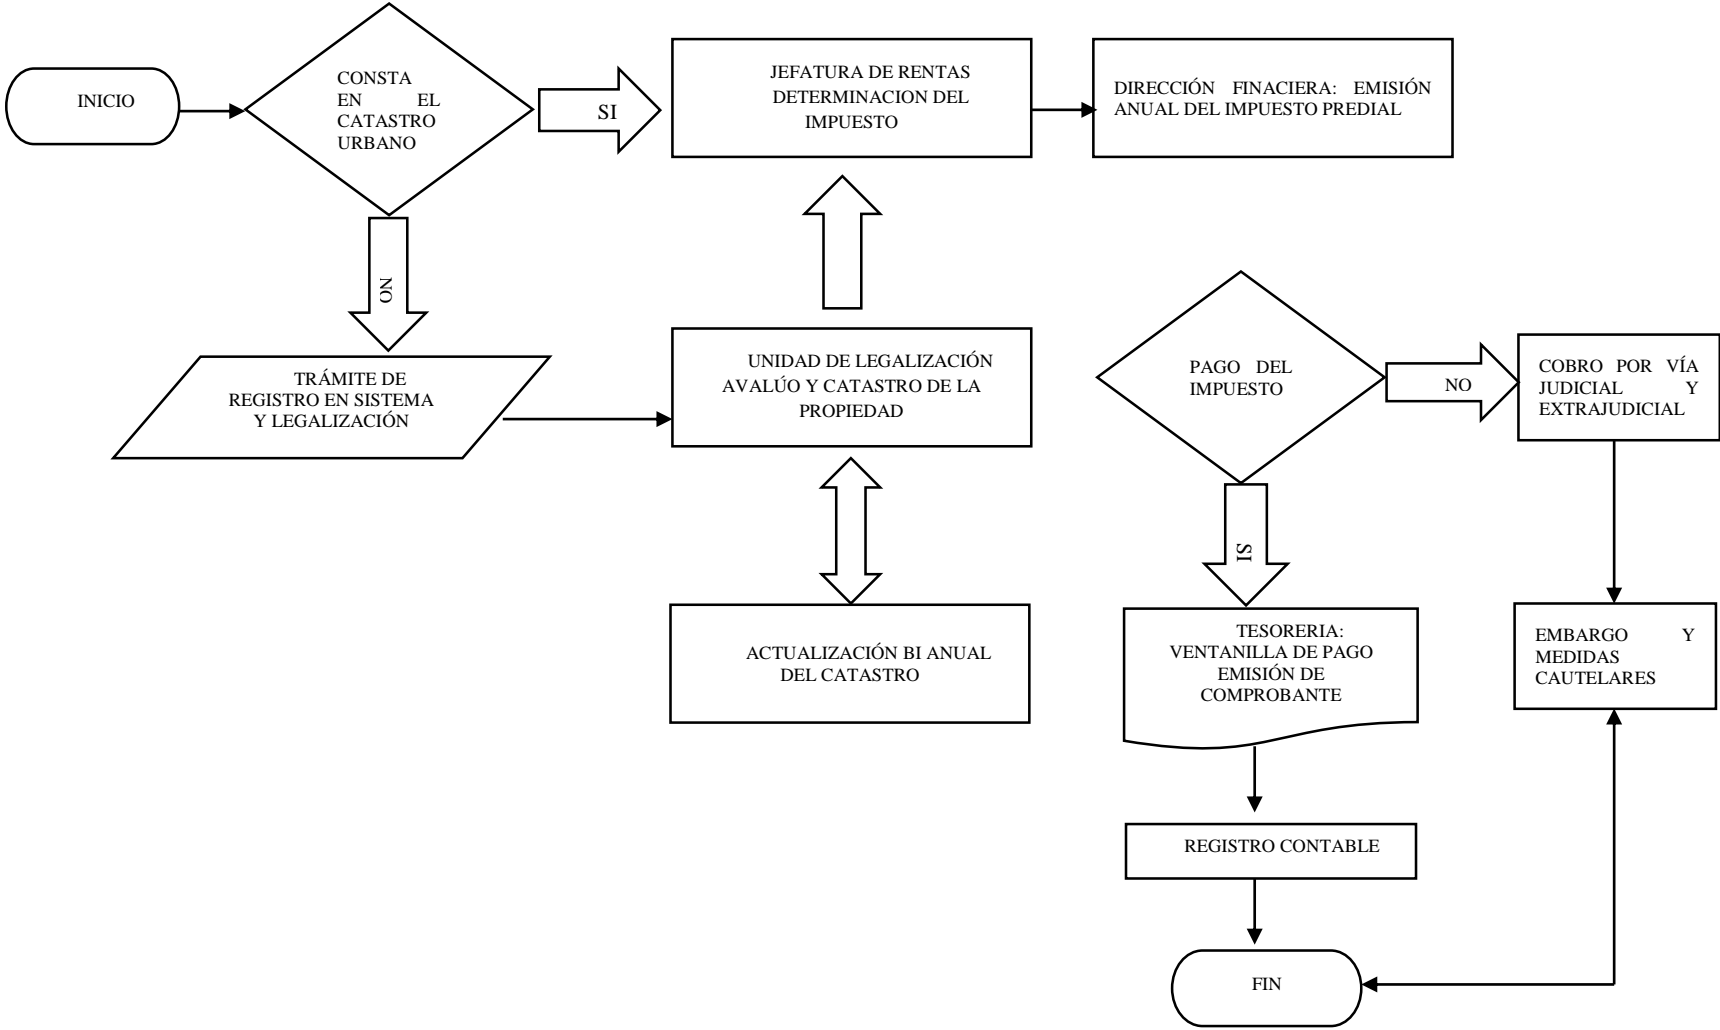 INICIO
CONSTA
EN EL
CATASTRO
URBANO
SI
JEFATURA DE RENTAS
DETERMINACION DEL
IMPUESTO
DIRECCIÓN FINACIERA: EMISIÓN
ANUAL DEL IMPUESTO PREDIAL
NO
TRÁMITE DE
REGISTRO EN SISTEMA
Y LEGALIZACIÓN
UNIDAD DE LEGALIZACIÓN
AVALÚO Y CATASTRO DE LA
PROPIEDAD
ACTUALIZACIÓN BI ANUAL
DEL CATASTRO
PAGO DEL
IMPUESTO
NO
COBRO POR VÍA
JUDICIAL Y
EXTRAJUDICIAL
SI
TESORERIA:
VENTANILLA DE PAGO
EMISIÓN DE
COMPROBANTE
EMBARGO Y
MEDIDAS
CAUTELARES
REGISTRO CONTABLE
FIN